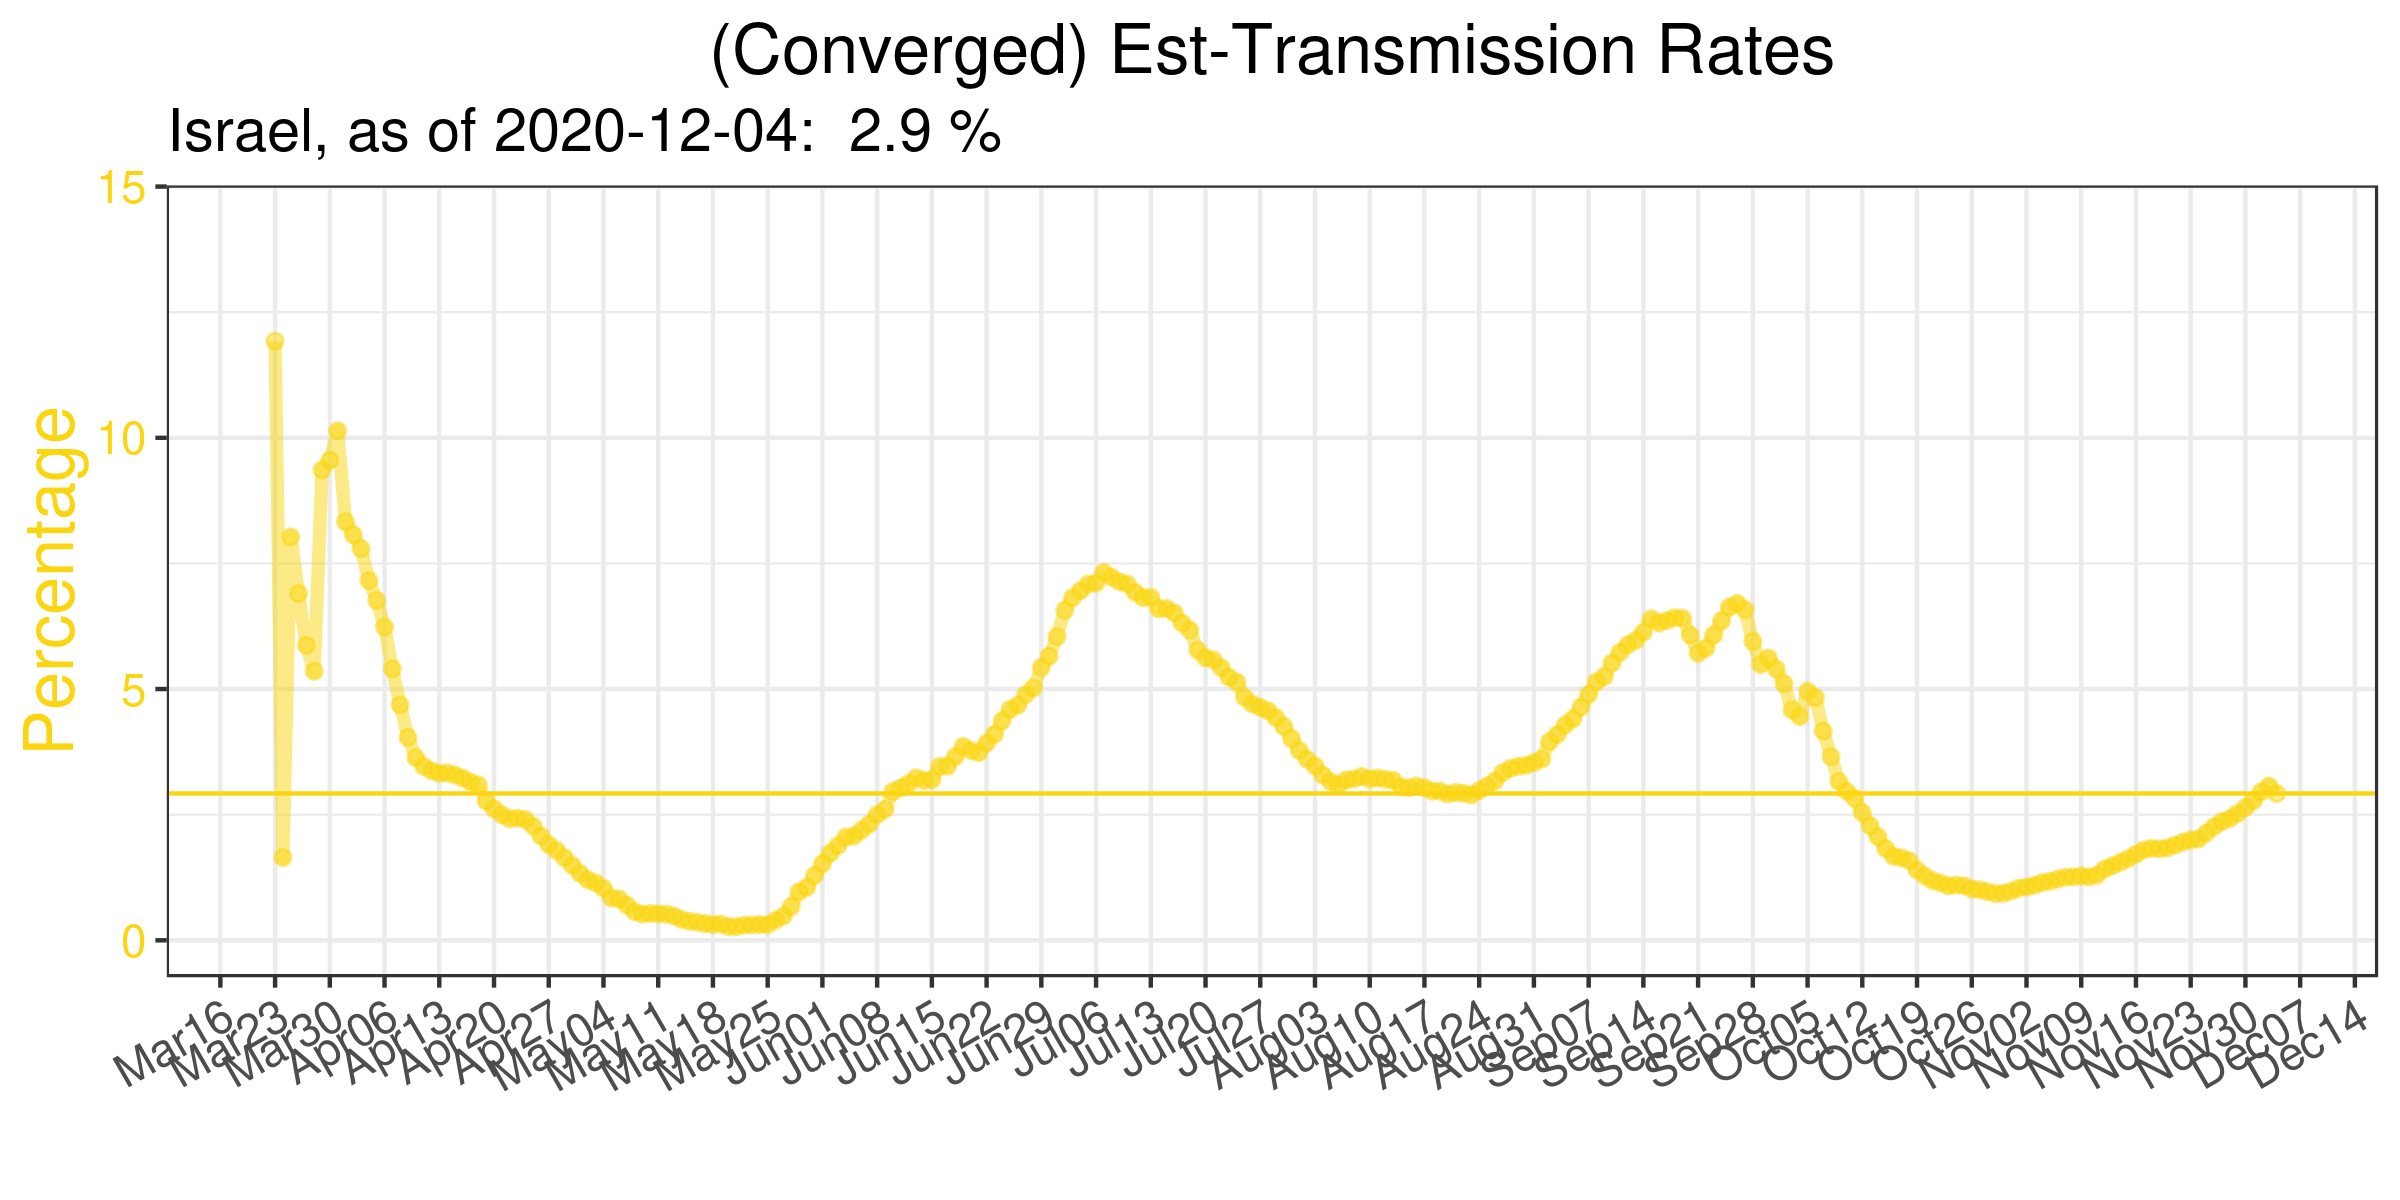 (Converged) Est-Transmission Rates
Israel, as of 2020-12-04:  2.9 %
Percentage
15
10
5
0
Mar16
Mar23
Mar30
Apr06
Apr13
Apr20
Apr27
May04
May11
May18
May25
Jun01
Jun08
Jun15
Jun22
Jun29
Jul06
Jul13
Jul20
Jul27
Aug03
Aug10
Aug17
Aug24
Aug31
Sep07
Sep14
Sep21
Sep28
Oct05
Oct12
Oct19
Oct26
Nov02
Nov09
Nov16
Nov23
Nov30
Dec07
Dec14